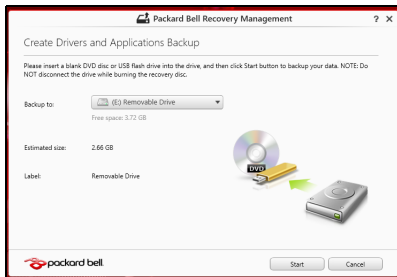 Packard Bell Recovery Management
? ×
Create Drivers and Applications Backup
Please insert a blank DVD disc or USB flash drive into the drive, and then click Start button to backup your data. NOTE: Do
NOT disconnect the drive while burning the recovery disc.
Backup to:
(E:) Removable Drive
Free space: 3.72 GB
Estimated size:
2.66 GB
Label:
Removable Drive
DVD
packard bell.
Start
Cancel